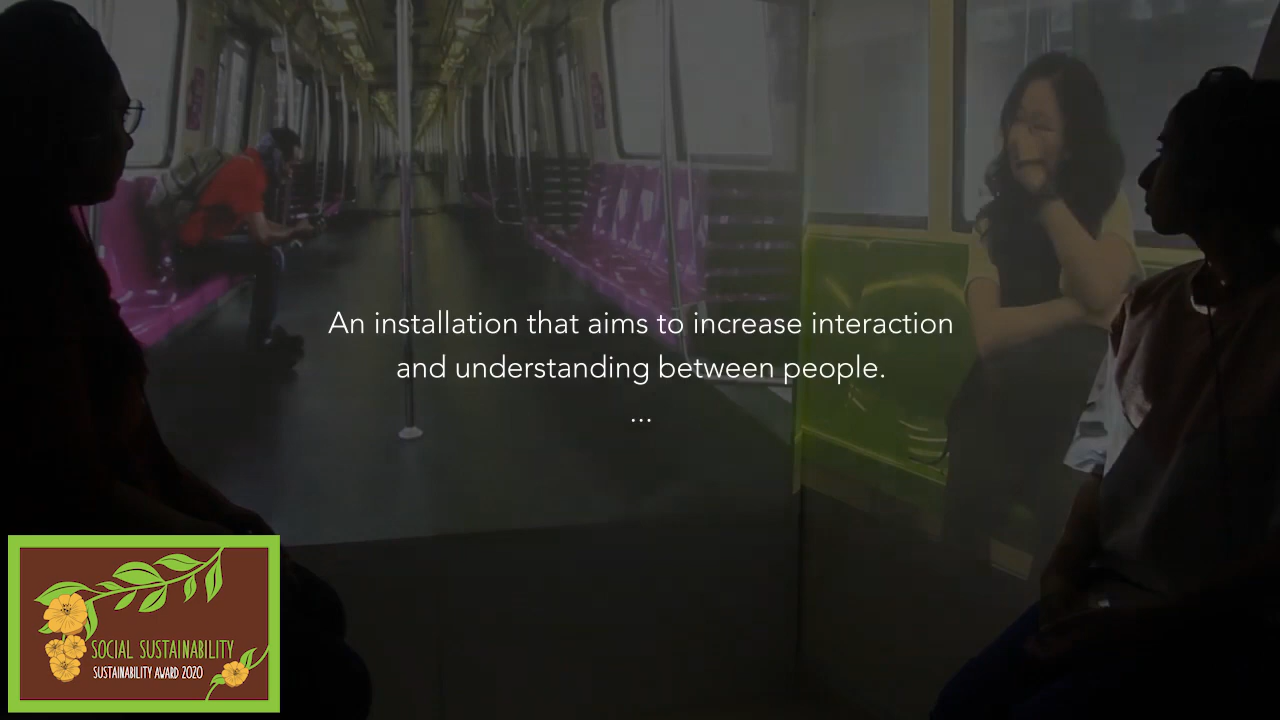 An installation that aims to increase interaction
and understanding between people.
...
SOCIAL SUSTAINABILITY
SUSTAINABILITY AWARD 2020